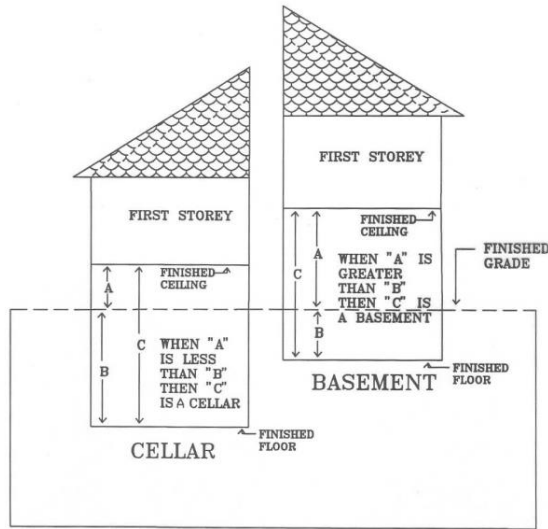 FIRST STOREY
FINISHED
CEILING
A
B
C
WHEN "A"
IS LESS
THAN "B"
THEN "C"
IS A CELLAR
FINISHED
FLOOR
CELLAR
FIRST STOREY
FINISHED
CEILING
C
A
B
WHEN "A" IS
GREATER
THAN "B"
THEN "C" IS
A BASEMENT
FINISHED
GRADE
FINISHED
FLOOR
BASEMENT